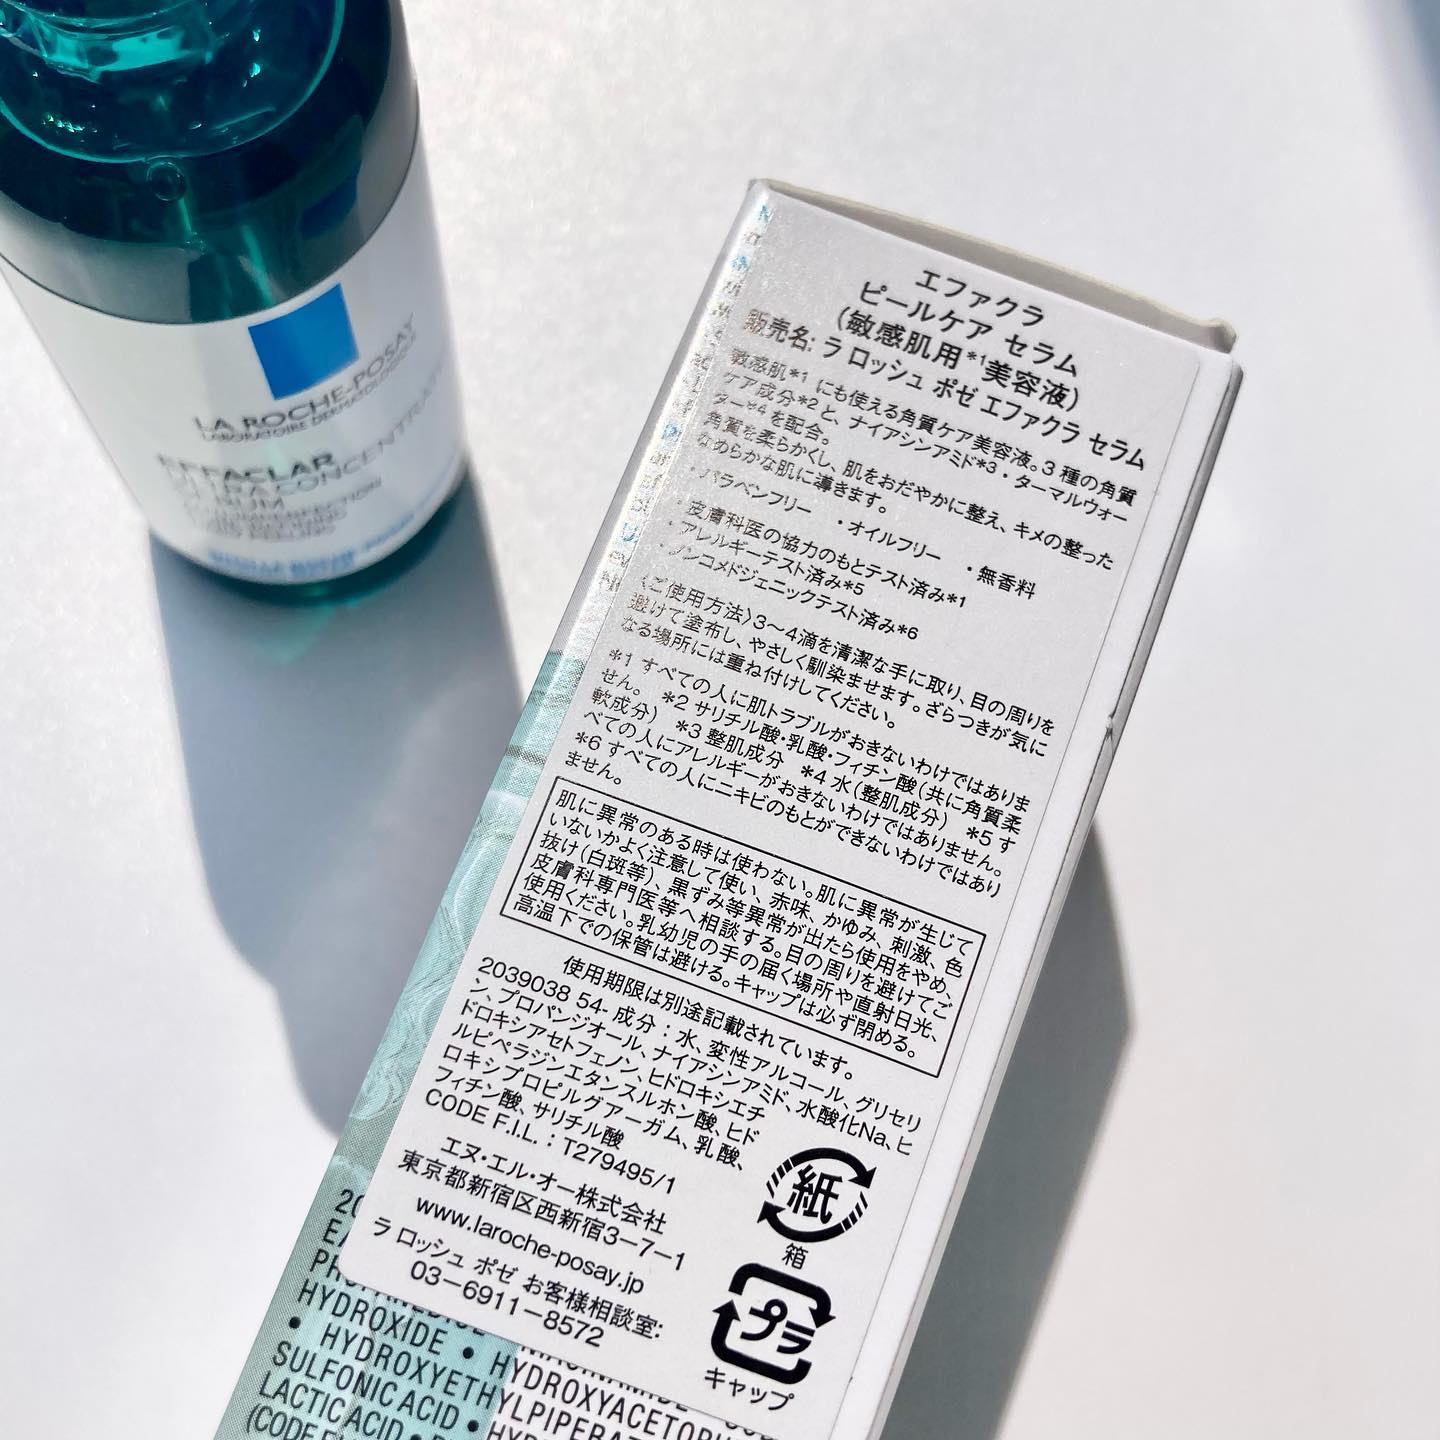 LA ROCHE-POSAY
LABORATOIRE DERMATOLOGIQUE
EFFACLAR
SERUM
エファクラ
ピールケア セラム
(敏感肌用*1美容液)
販売名: ラ ロッシュ ポゼ エファクラ セラム
敏感肌*1 にも使える角質ケア美容液。3 種の角質
ケア成分*2と、ナイアシンアミド*3・ターマルウォー
ター*4 を配合。
角質を柔らかくし、肌をおだやかに整え、キメの整った
なめらかな肌に導きます。
・パラベンフリー ・オイルフリー ・無香料
・皮膚科医の協力のもとテスト済み*1
・アレルギーテスト済み*5
・ノンコメドジェニックテスト済み*6
〈ご使用方法〉3〜4滴を清潔な手に取り、目の周りを
避けて塗布し、やさしく馴染ませます。ざらつきが気に
なる場所には重ね付けしてください。
*1 すべての人に肌トラブルがおきないわけではありま
せん。 *2 サリチル酸・乳酸・フィチン酸(共に角質柔
軟成分) *3 整肌成分 *4 水(整肌成分) *5 す
べての人にアレルギーがおきないわけではありません。
*6 すべての人にニキビのもとができないわけではあり
ません。
肌に異常のある時は使わない。肌に異常が生じて
いないかよく注意して使い、赤味、かゆみ、刺激、色
抜け(白斑等)、黒ずみ等異常が出たら使用をやめ、
皮膚科専門医等へ相談する。目の周りを避けてご
使用ください。乳幼児の手の届く場所や直射日光、
高温下での保管は避ける。キャップは必ず閉める。
使用期限は別途記載されています。
2039038 54- 成分 : 水、変性アルコール、グリセリ
ン、プロパンジオール、ナイアシンアミド、水酸化Na、ヒ
ドロキシアセトフェノン、ヒドロキシエチ
ルピペラジンエタンスルホン酸、ヒド
ロキシプロピルグアーガム、乳酸、
フィチン酸、サリチル酸
CODE F.I.L. : T279495/1
エヌ・エル・オー株式会社
東京都新宿区西新宿3−7−1
www.laroche-posay.jp
ラ ロッシュ ポゼ お客様相談室:
03−6911−8572
紙
箱
プラ
キャップ
HYDROXIDE •
• HYDROXYETHYLPIPERA
SULFONIC ACID •
LACTIC ACID •